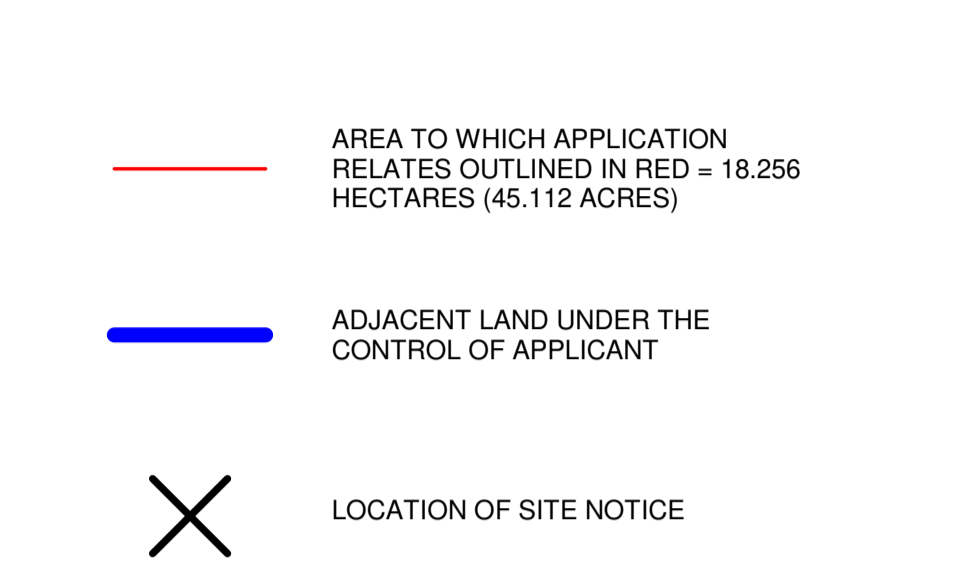 AREA TO WHICH APPLICATION
RELATES OUTLINED IN RED = 18.256
HECTARES (45.112 ACRES)
ADJACENT LAND UNDER THE
CONTROL OF APPLICANT
LOCATION OF SITE NOTICE